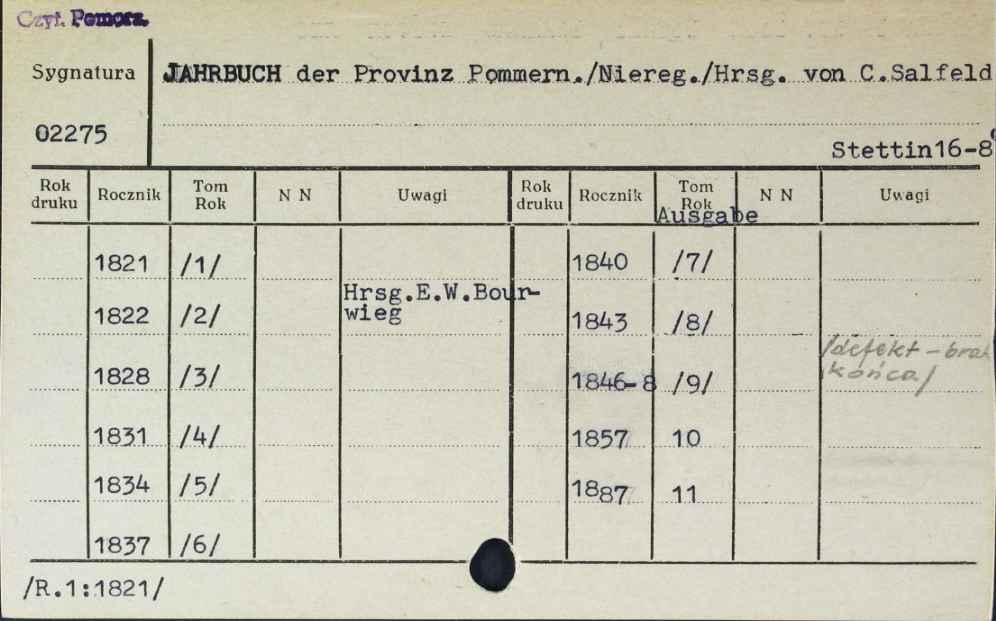 Czyt. Pomorz.
Sygnatura
JAHRBUCH der Provinz Pommern./Niereg./Hrsg. von C.Salfeld
02275
Stettin16-8°
Rok druku Rocznik Tom Rok N N Uwagi Rok druku Rocznik Tom Rok N N Uwagi
Ausgabe
1821 /1/ 1840 /7/
Hrsg.E.W.Bour-
wieg
1822 /2/ 1843 /8/
/defekt - brak
końca/
1828 /3/ 1846-8 /9/
1831 /4/ 1857 10
1834 /5/ 1887 11
1837 /6/
/R.1:1821/